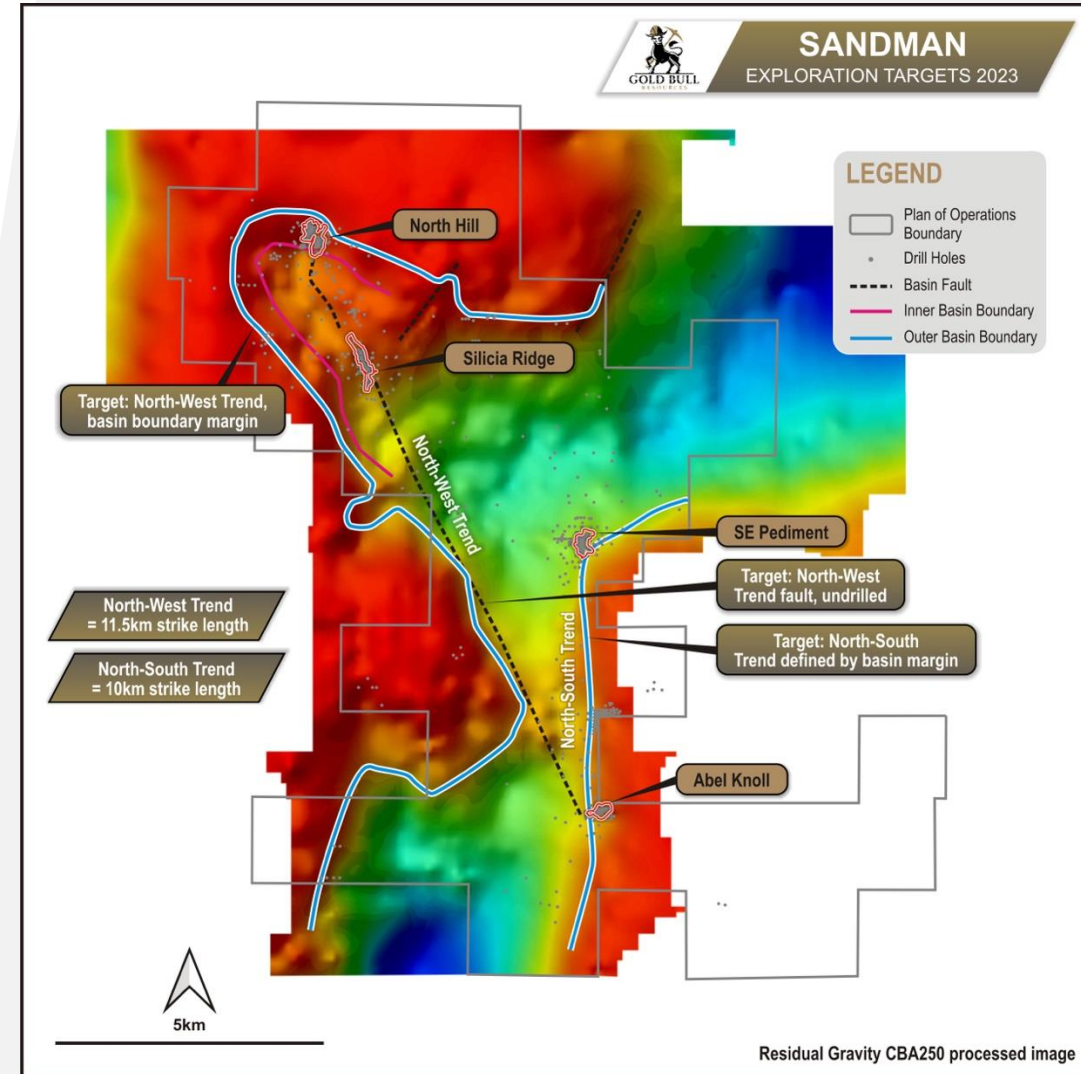 GOLD BULL
RESOURCES
SANDMAN
EXPLORATION TARGETS 2023
LEGEND
Plan of Operations
Boundary
Drill Holes
Basin Fault
Inner Basin Boundary
Outer Basin Boundary
North Hill
Silicia Ridge
Target: North-West Trend,
basin boundary margin
North-West Trend
SE Pediment
Target: North-West
Trend fault, undrilled
Target: North-South
Trend defined by basin margin
North-West Trend
= 11.5km strike length
North-South Trend
= 10km strike length
North-South Trend
Abel Knoll
5km
Residual Gravity CBA250 processed image